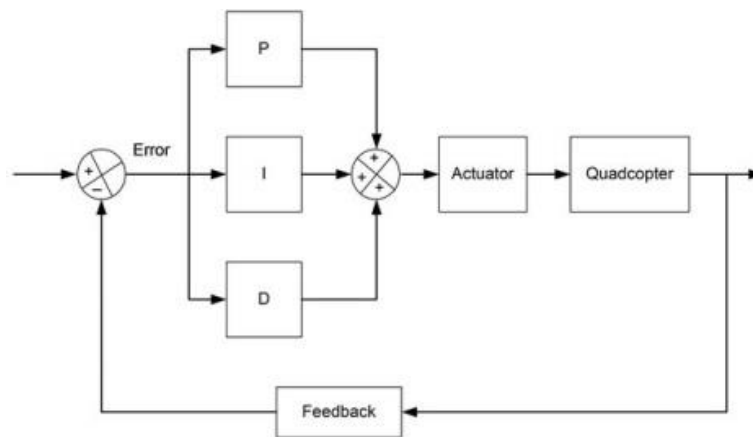 P
Error
+
−
I
+
+
+
Actuator
Quadcopter
D
Feedback